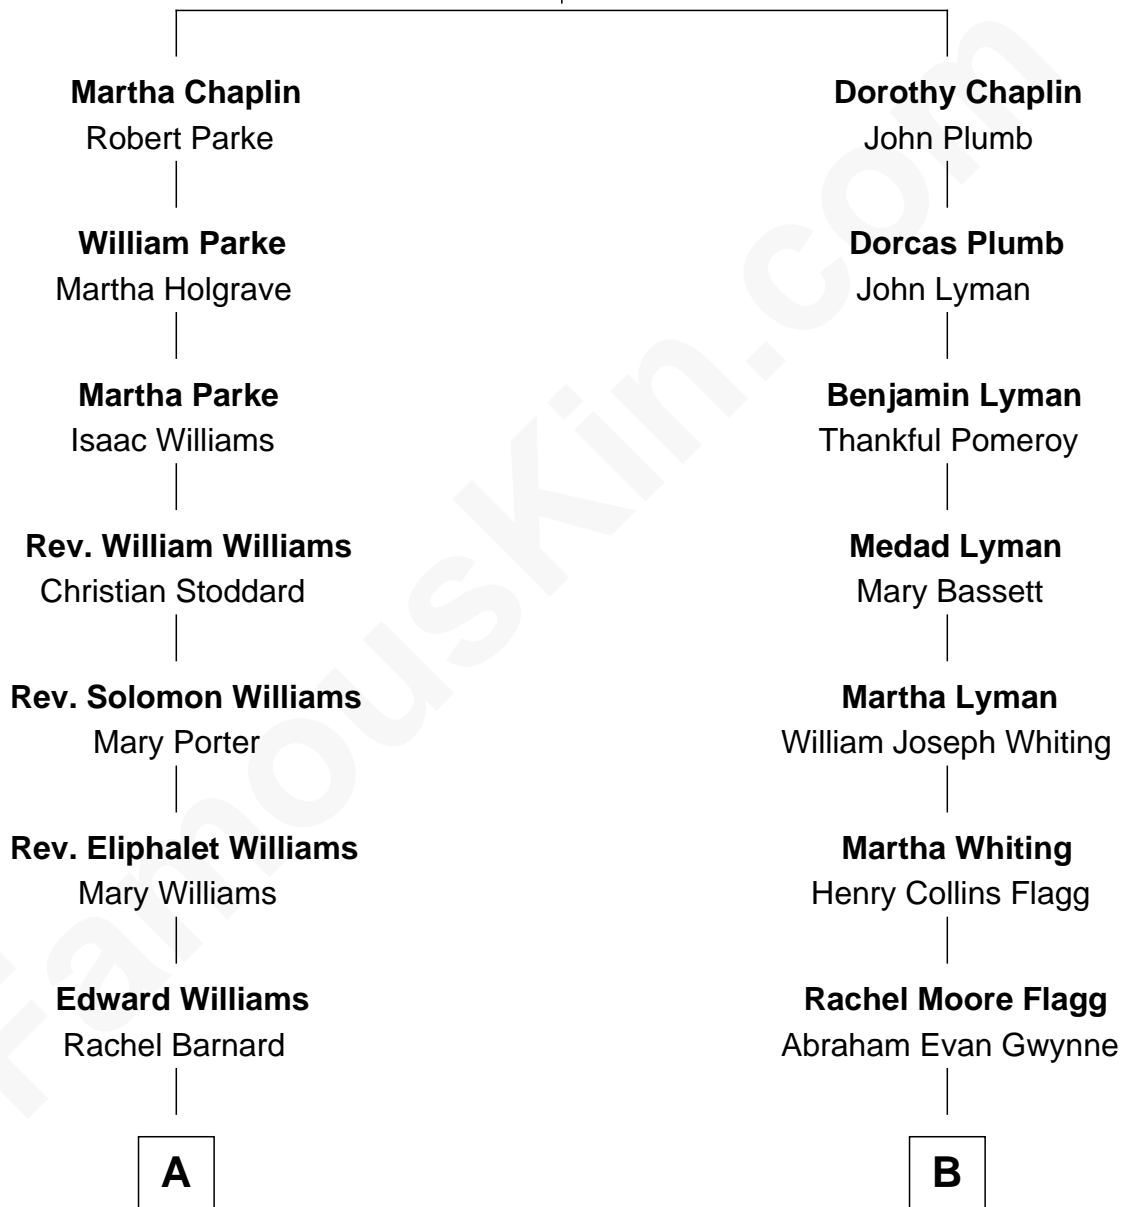 Martha Chaplin
Robert Parke
William Parke
Martha Holgrave
Martha Parke
Isaac Williams
Rev. William Williams
Christian Stoddard
Rev. Solomon Williams
Mary Porter
Rev. Eliphalet Williams
Mary Williams
Edward Williams
Rachel Barnard
A
Dorothy Chaplin
John Plumb
Dorcas Plumb
John Lyman
Benjamin Lyman
Thankful Pomeroy
Medad Lyman
Mary Bassett
Martha Lyman
William Joseph Whiting
Martha Whiting
Henry Collins Flagg
Rachel Moore Flagg
Abraham Evan Gwynne
B
FamousKin.com